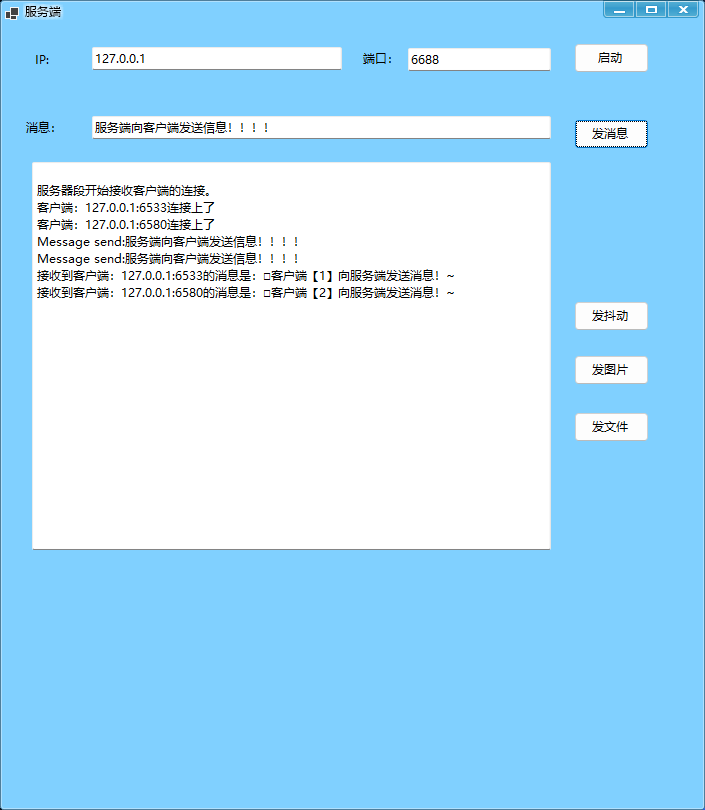 服务端
IP: 127.0.0.1 端口: 6688 启动
消息: 服务端向客户端发送信息！！！！ 发消息
服务器段开始接收客户端的连接。
客户端：127.0.0.1:6533连接上了
客户端：127.0.0.1:6580连接上了
Message send:服务端向客户端发送信息！！！！
Message send:服务端向客户端发送信息！！！！
接收到客户端：127.0.0.1:6533的消息是：□客户端【1】向服务端发送消息！~
接收到客户端：127.0.0.1:6580的消息是：□客户端【2】向服务端发送消息！~
发抖动
发图片
发文件